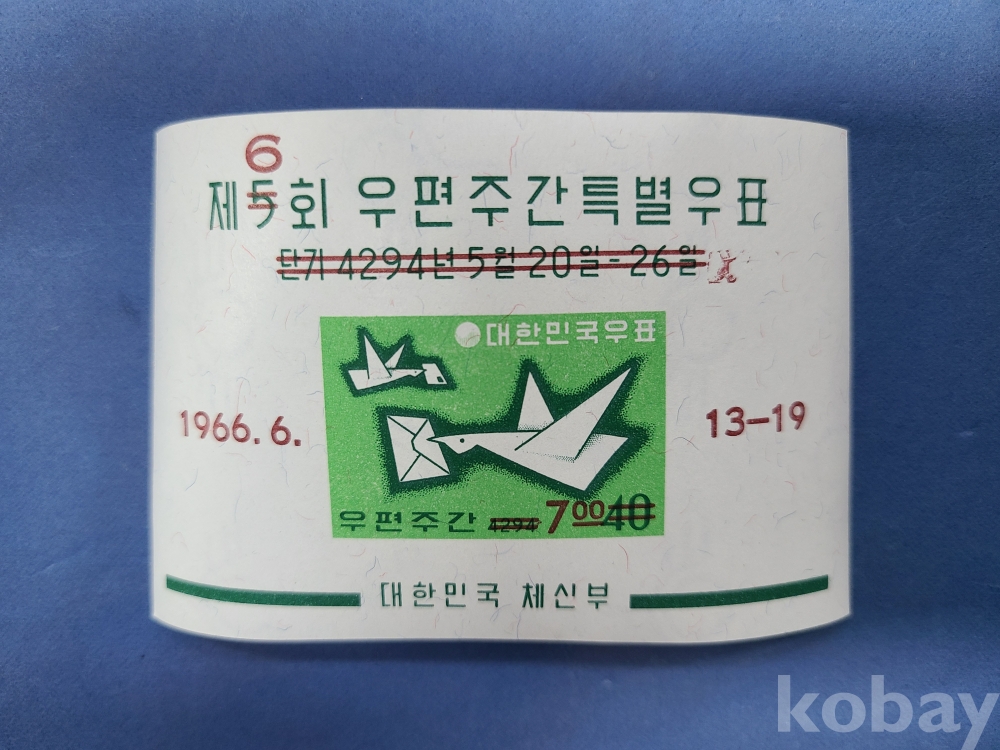 6
제5회 우편주간특별우표
단기 4294년 5월 20일-26일
대한민국우표
1966. 6. 13-19
우편주간 4294 7 00 40
대한민국 체신부
kobay